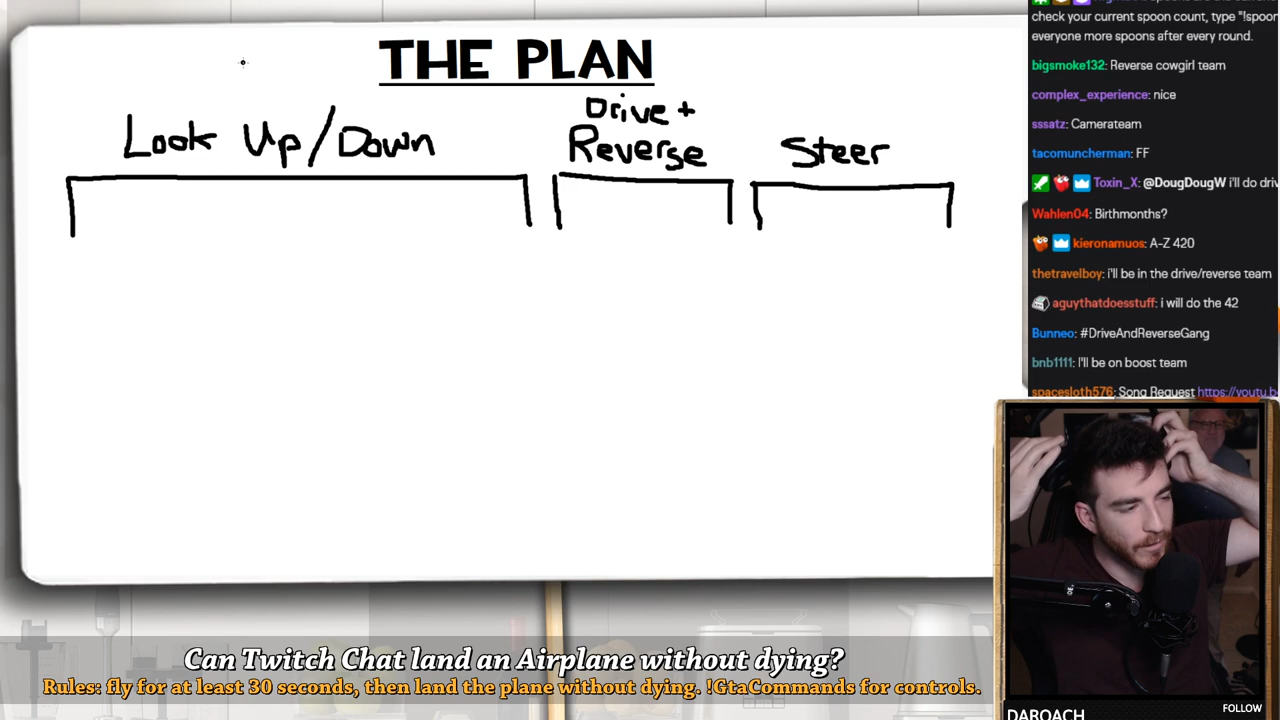 THE PLAN
Look Up/Down
Drive +
Reverse
Steer
check your current spoon count, type "!spoon
everyone more spoons after every round.
bigsmoke132: Reverse cowgirl team
complex_experience: nice
sssatz: Camerateam
tacomuncherman: FF
Toxin_X: @DougDougW i'll do driv
Wahlen04: Birthmonths?
kieronamuos: A-Z 420
thetravelboy: i'll be in the drive/reverse team
aguythatdoesstuff: i will do the 42
Bunneo: #DriveAndReverseGang
bnb1111: I'll be on boost team
spacesloth576: Song Request https://youtu.b
Can Twitch Chat land an Airplane without dying?
Rules: fly for at least 30 seconds, then land the plane without dying. !GtaCommands for controls.
DAROACH
FOLLOW